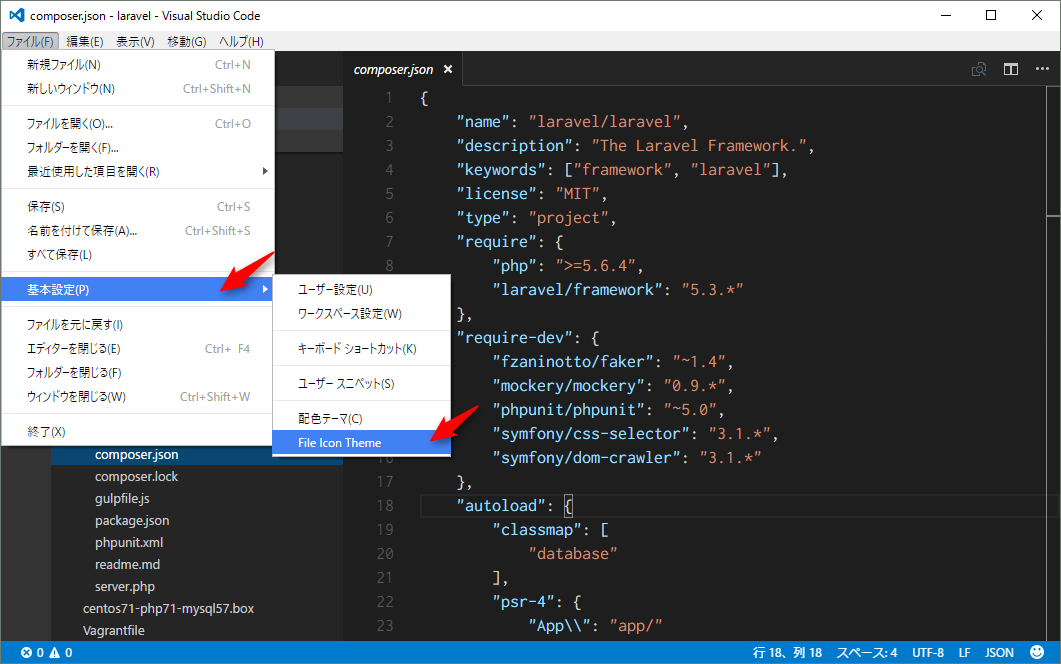 composer.json - laravel - Visual Studio Code
ファイル(F) 編集(E) 表示(V) 移動(G) ヘルプ(H)
新規ファイル(N) Ctrl+N
新しいウィンドウ(N) Ctrl+Shift+N
ファイルを開く(O)... Ctrl+O
フォルダーを開く(F)...
最近使用した項目を開く(R)
保存(S) Ctrl+S
名前を付けて保存(A)... Ctrl+Shift+S
すべて保存(L)
基本設定(P)
ファイルを元に戻す(I)
エディターを閉じる(E) Ctrl+ F4
フォルダーを閉じる(F)
ウィンドウを閉じる(W) Ctrl+Shift+W
終了(X)
ユーザー設定(U)
ワークスペース設定(W)
キーボード ショートカット(K)
ユーザー スニペット(S)
配色テーマ(C)
File Icon Theme
composer.json
composer.lock
gulpfile.js
package.json
phpunit.xml
readme.md
server.php
centos71-php71-mysql57.box
Vagrantfile
composer.json
1 {
2 "name": "laravel/laravel",
3 "description": "The Laravel Framework.",
4 "keywords": ["framework", "laravel"],
5 "license": "MIT",
6 "type": "project",
7 "require": {
8 "php": ">=5.6.4",
"laravel/framework": "5.3.*"
},
"require-dev": {
"fzaninotto/faker": "~1.4",
"mockery/mockery": "0.9.*",
"phpunit/phpunit": "~5.0",
"symfony/css-selector": "3.1.*",
"symfony/dom-crawler": "3.1.*"
17 },
18 "autoload": {
19 "classmap": [
20 "database"
21 ],
22 "psr-4": {
23 "App\\": "app/"
0 0
行 18、列 18 スペース: 4 UTF-8 LF JSON